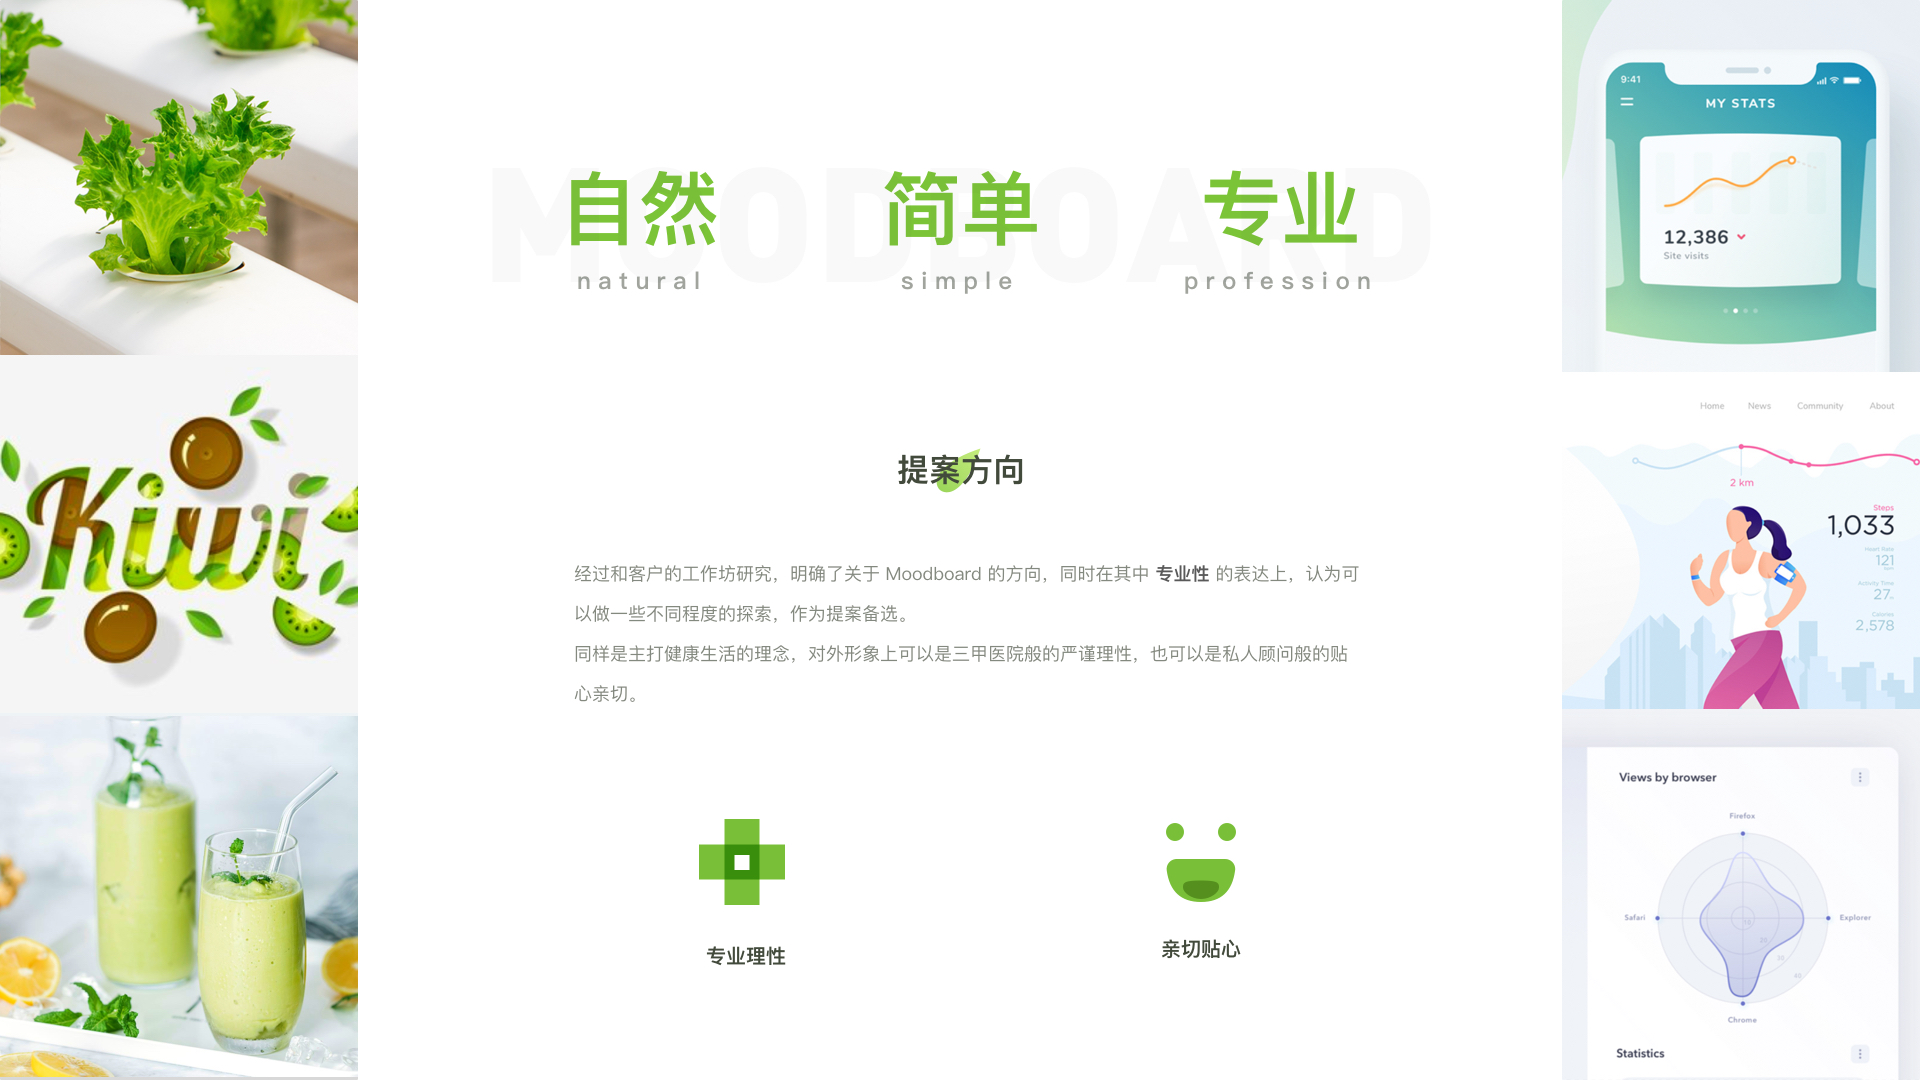 MOODBOARD
自然 简单 专业
natural simple profession
提案方向
经过和客户的工作坊研究，明确了关于 Moodboard 的方向，同时在其中 专业性 的表达上，认为可
以做一些不同程度的探索，作为提案备选。
同样是主打健康生活的理念，对外形象上可以是三甲医院般的严谨理性，也可以是私人顾问般的贴
心亲切。
专业理性
亲切贴心
Kiwi
9:41
MY STATS
12,386
Site visits
Home News Community About
2 km
Steps
1,033
Heart Rate
121
Activity Time
27
Calories
2,578
Views by browser
Firefox
Safari
Explorer
Chrome
Statistics